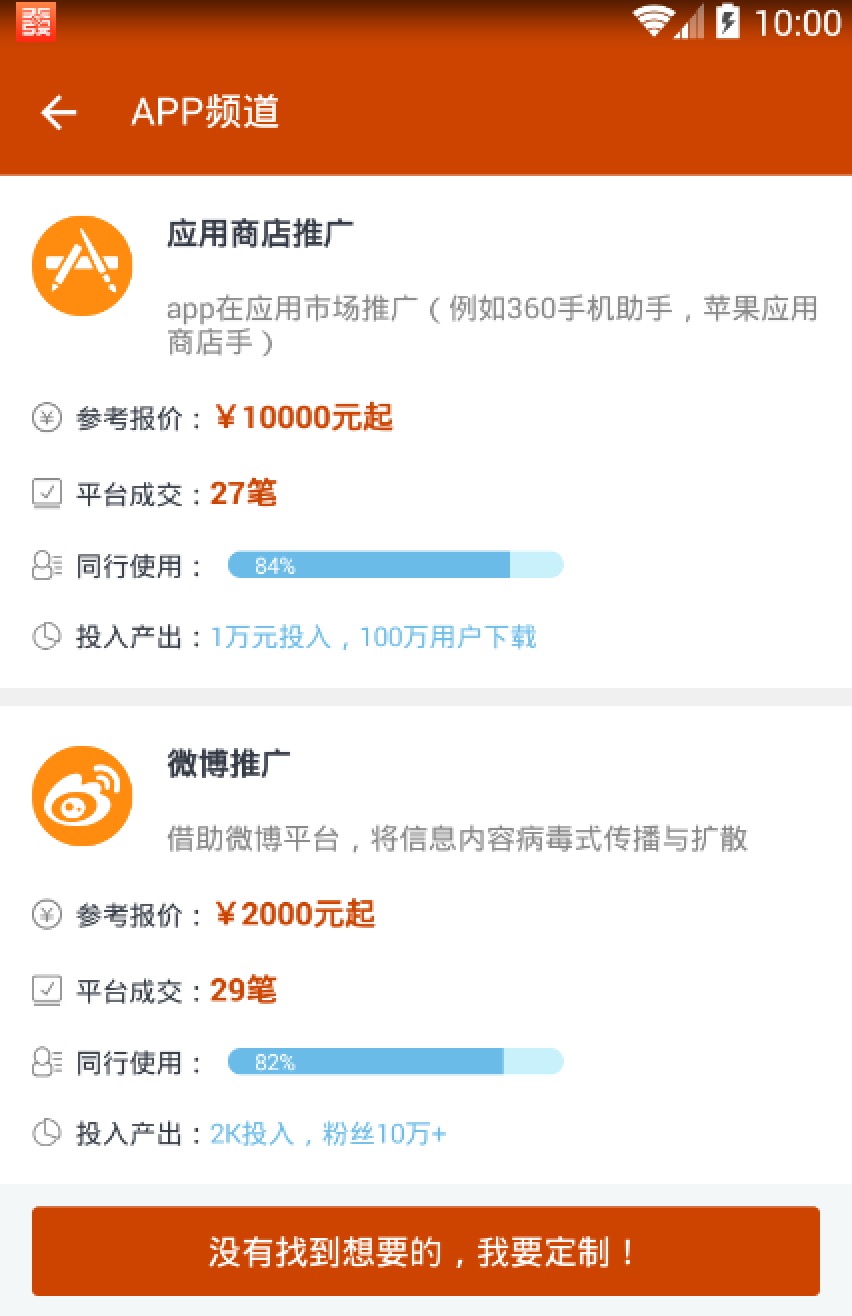 10:00
APP频道
应用商店推广
app在应用市场推广（例如360手机助手，苹果应用
商店手）
参考报价：￥10000元起
平台成交：27笔
同行使用：84%
投入产出：1万元投入，100万用户下载
微博推广
借助微博平台，将信息内容病毒式传播与扩散
参考报价：￥2000元起
平台成交：29笔
同行使用：82%
投入产出：2K投入，粉丝10万+
没有找到想要的，我要定制！